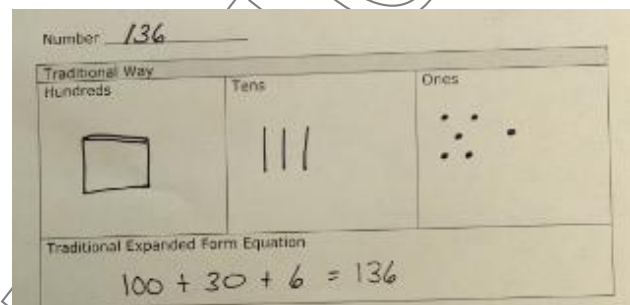 Number 136
Traditional Way
Hundreds
Tens
Ones
Traditional Expanded Form Equation
100 + 30 + 6 = 136